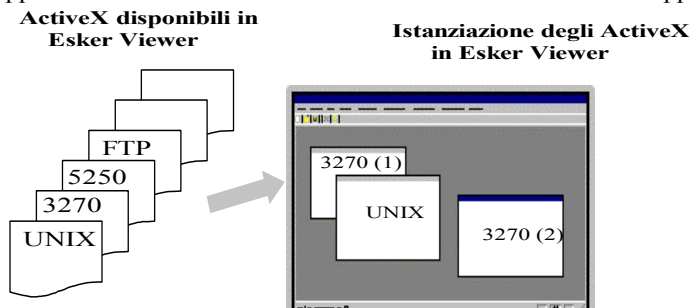 ActiveX disponibili in
Esker Viewer
Istanziazione degli ActiveX
in Esker Viewer
FTP
5250
3270
UNIX
3270 (1)
UNIX
3270 (2)